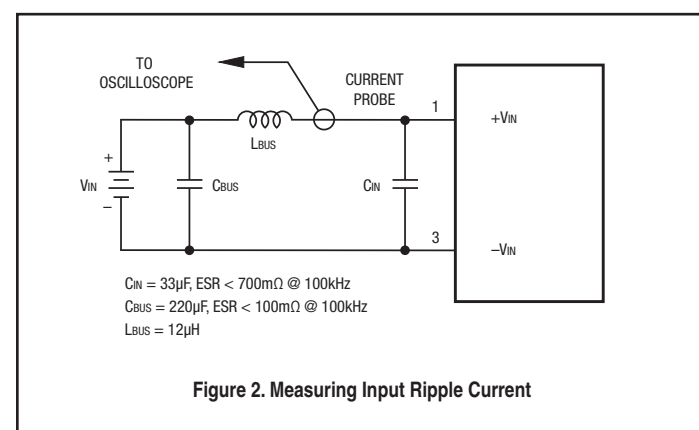 TO
OSCILLOSCOPE
CURRENT
PROBE
1
+VIN
LBUS
+
VIN
–
CBUS
CIN
3
–VIN
CIN = 33µF, ESR < 700mΩ @ 100kHz
CBUS = 220µF, ESR < 100mΩ @ 100kHz
LBUS = 12µH
Figure 2. Measuring Input Ripple Current